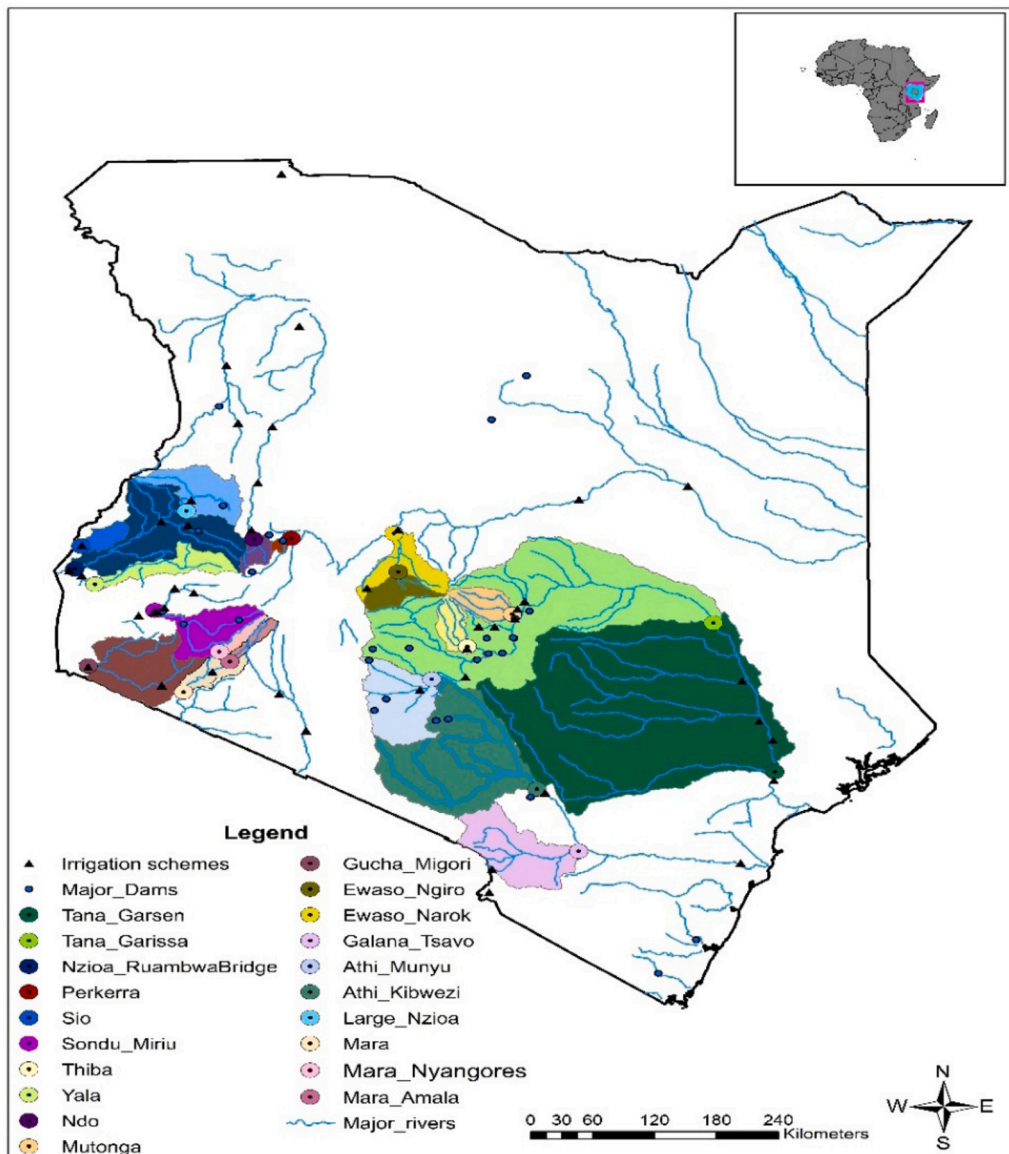 Legend
Irrigation schemes
Major_Dams
Tana_Garsen
Tana_Garissa
Nzioa_RuambwaBridge
Perkerra
Sio
Sondu_Miriu
Thiba
Yala
Ndo
Mutonga
Gucha_Migori
Ewaso_Ngiro
Ewaso_Narok
Galana_Tsavo
Athi_Munyu
Athi_Kibwezi
Large_Nzioa
Mara
Mara_Nyangores
Mara_Amala
Major_rivers
0 30 60 120 180 240
Kilometers
N
W E
S